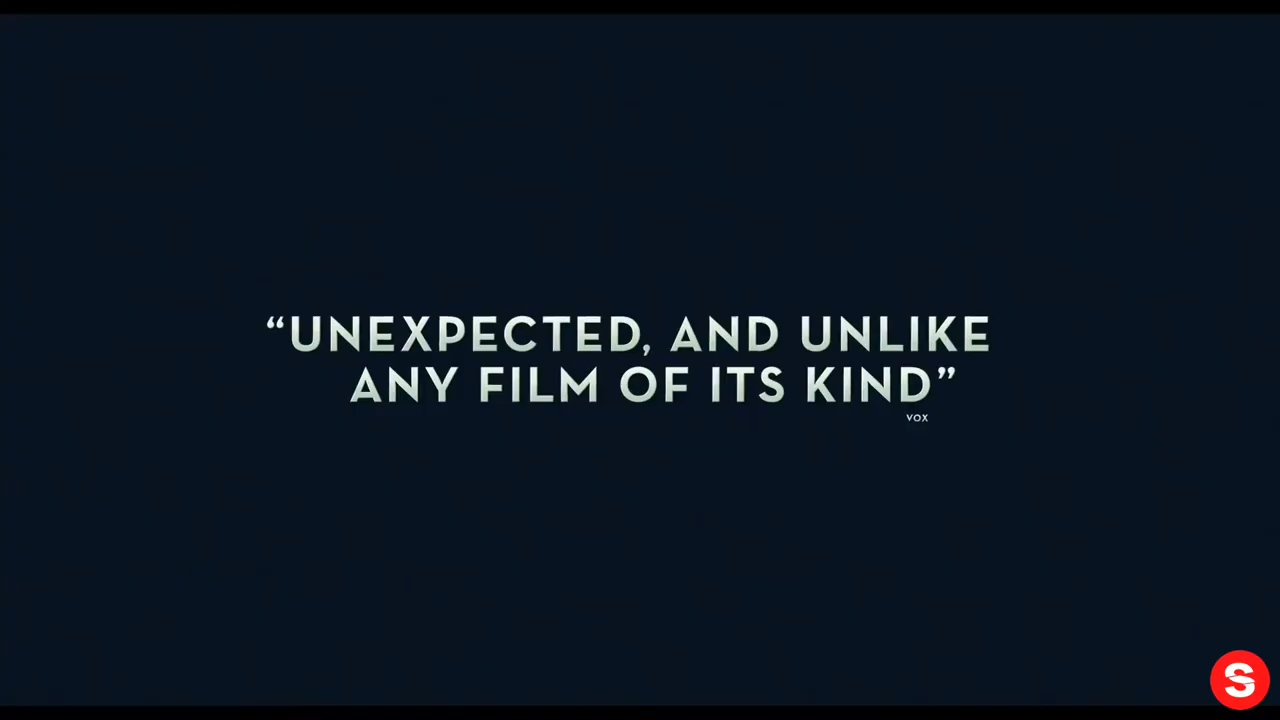 “UNEXPECTED, AND UNLIKE
ANY FILM OF ITS KIND”
VOX
S